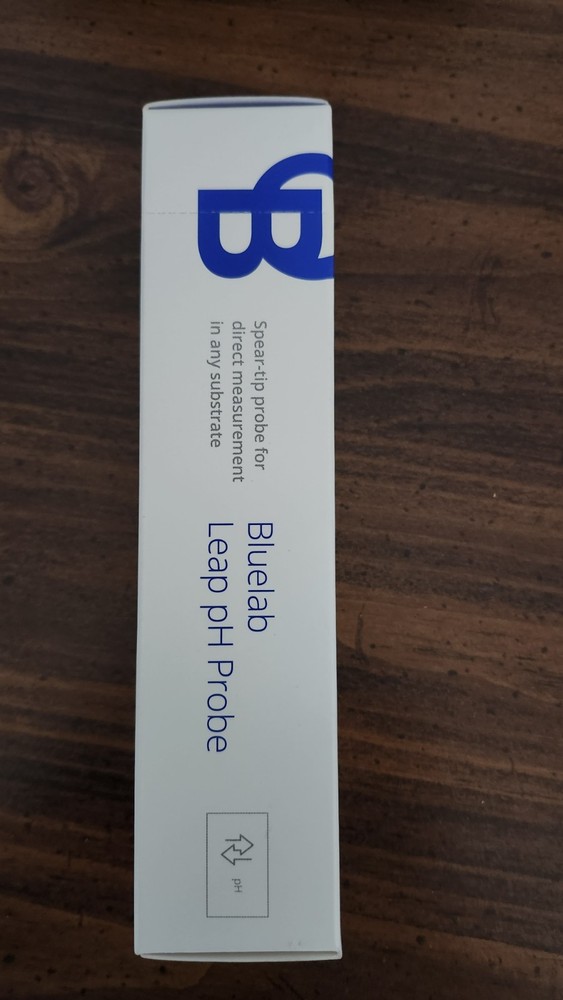 B
Spear-tip probe for
direct measurement
in any substrate
Bluelab
Leap pH Probe
pH